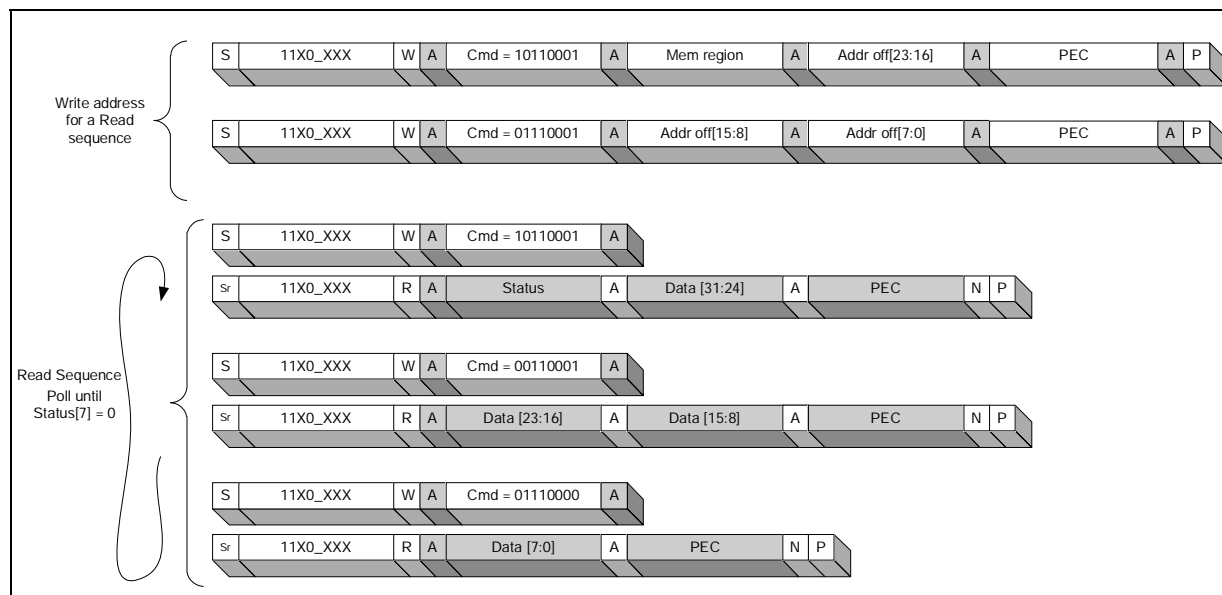 S 11X0_XXX W A Cmd = 10110001 A Mem region A Addr off[23:16] A PEC A P
Write address
for a Read
sequence
S 11X0_XXX W A Cmd = 01110001 A Addr off[15:8] A Addr off[7:0] A PEC A P
S 11X0_XXX W A Cmd = 10110001 A
Sr 11X0_XXX R A Status A Data [31:24] A PEC N P
S 11X0_XXX W A Cmd = 00110001 A
Read Sequence
Poll until
Status[7] = 0
Sr 11X0_XXX R A Data [23:16] A Data [15:8] A PEC N P
S 11X0_XXX W A Cmd = 01110000 A
Sr 11X0_XXX R A Data [7:0] A PEC N P